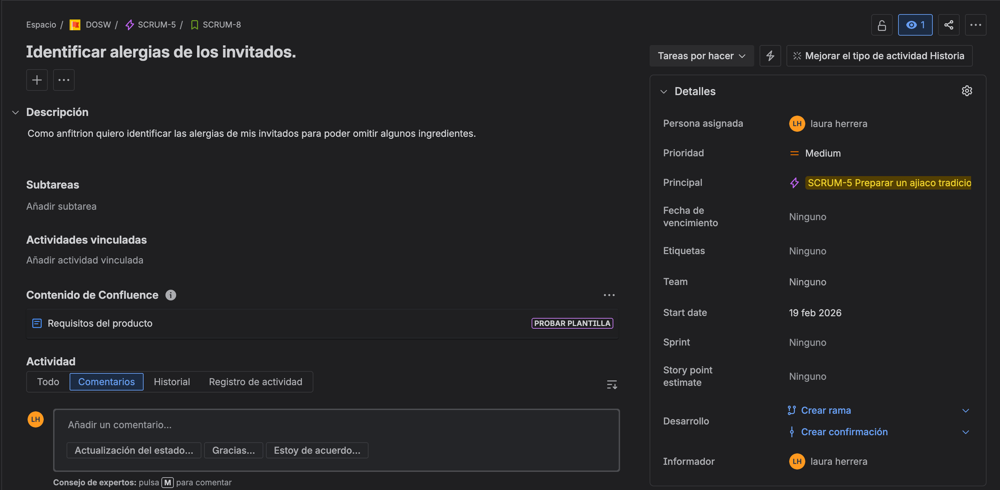 Espacio / DOSW / SCRUM-5 / SCRUM-8
1
Identificar alergias de los invitados.
Tareas por hacer
Mejorar el tipo de actividad Historia
Descripción
Como anfitrion quiero identificar las alergias de mis invitados para poder omitir algunos ingredientes.
Subtareas
Añadir subtarea
Actividades vinculadas
Añadir actividad vinculada
Contenido de Confluence
Requisitos del producto
PROBAR PLANTILLA
Actividad
Todo
Comentarios
Historial
Registro de actividad
LH
Añadir un comentario...
Actualización del estado...
Gracias...
Estoy de acuerdo...
Consejo de expertos: pulsa M para comentar
Detalles
Persona asignada
LH laura herrera
Prioridad
Medium
Principal
SCRUM-5 Preparar un ajiaco tradicio
Fecha de
vencimiento
Ninguno
Etiquetas
Ninguno
Team
Ninguno
Start date
19 feb 2026
Sprint
Ninguno
Story point
estimate
Ninguno
Desarrollo
Crear rama
Crear confirmación
Informador
LH laura herrera